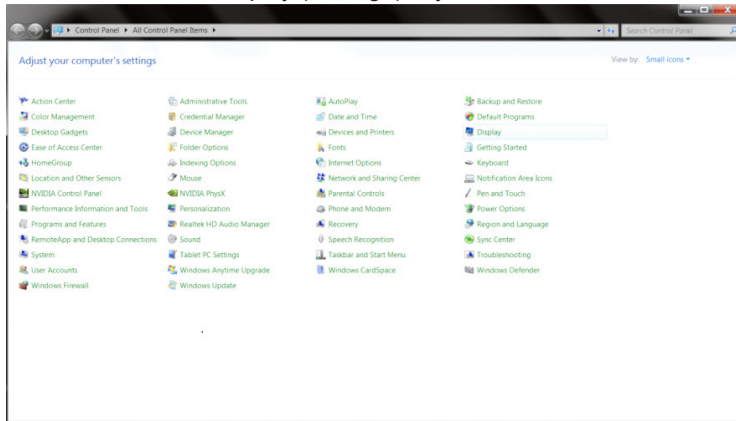 Control Panel ▸ All Control Panel Items ▸ Search Control Panel
Adjust your computer's settings View by: Small icons
Action Center Administrative Tools AutoPlay Backup and Restore
Color Management Credential Manager Date and Time Default Programs
Desktop Gadgets Device Manager Devices and Printers Display
Ease of Access Center Folder Options Fonts Getting Started
HomeGroup Indexing Options Internet Options Keyboard
Location and Other Sensors Mouse Network and Sharing Center Notification Area Icons
NVIDIA Control Panel NVIDIA PhysX Parental Controls Pen and Touch
Performance Information and Tools Personalization Phone and Modem Power Options
Programs and Features Realtek HD Audio Manager Recovery Region and Language
RemoteApp and Desktop Connections Sound Speech Recognition Sync Center
System Tablet PC Settings Taskbar and Start Menu Troubleshooting
User Accounts Windows Anytime Upgrade Windows CardSpace Windows Defender
Windows Firewall Windows Update